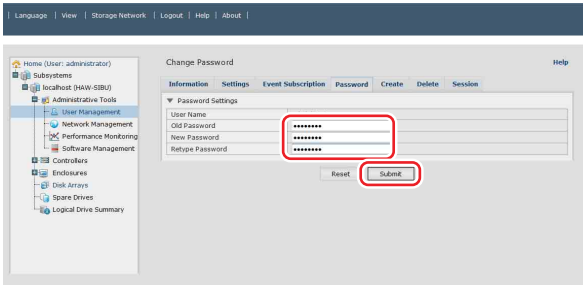 | Language | View | Storage Network | Logout | Help | About |
Home (User: administrator)
Subsystems
localhost (HAW-SIBU)
Administrative Tools
User Management
Network Management
Performance Monitoring
Software Management
Controllers
Enclosures
Disk Arrays
Spare Drives
Logical Drive Summary
Change Password Help
Information Settings Event Subscription Password Create Delete Session
▼ Password Settings
User Name
Old Password ••••••••
New Password ••••••••
Retype Password ••••••••
Reset Submit